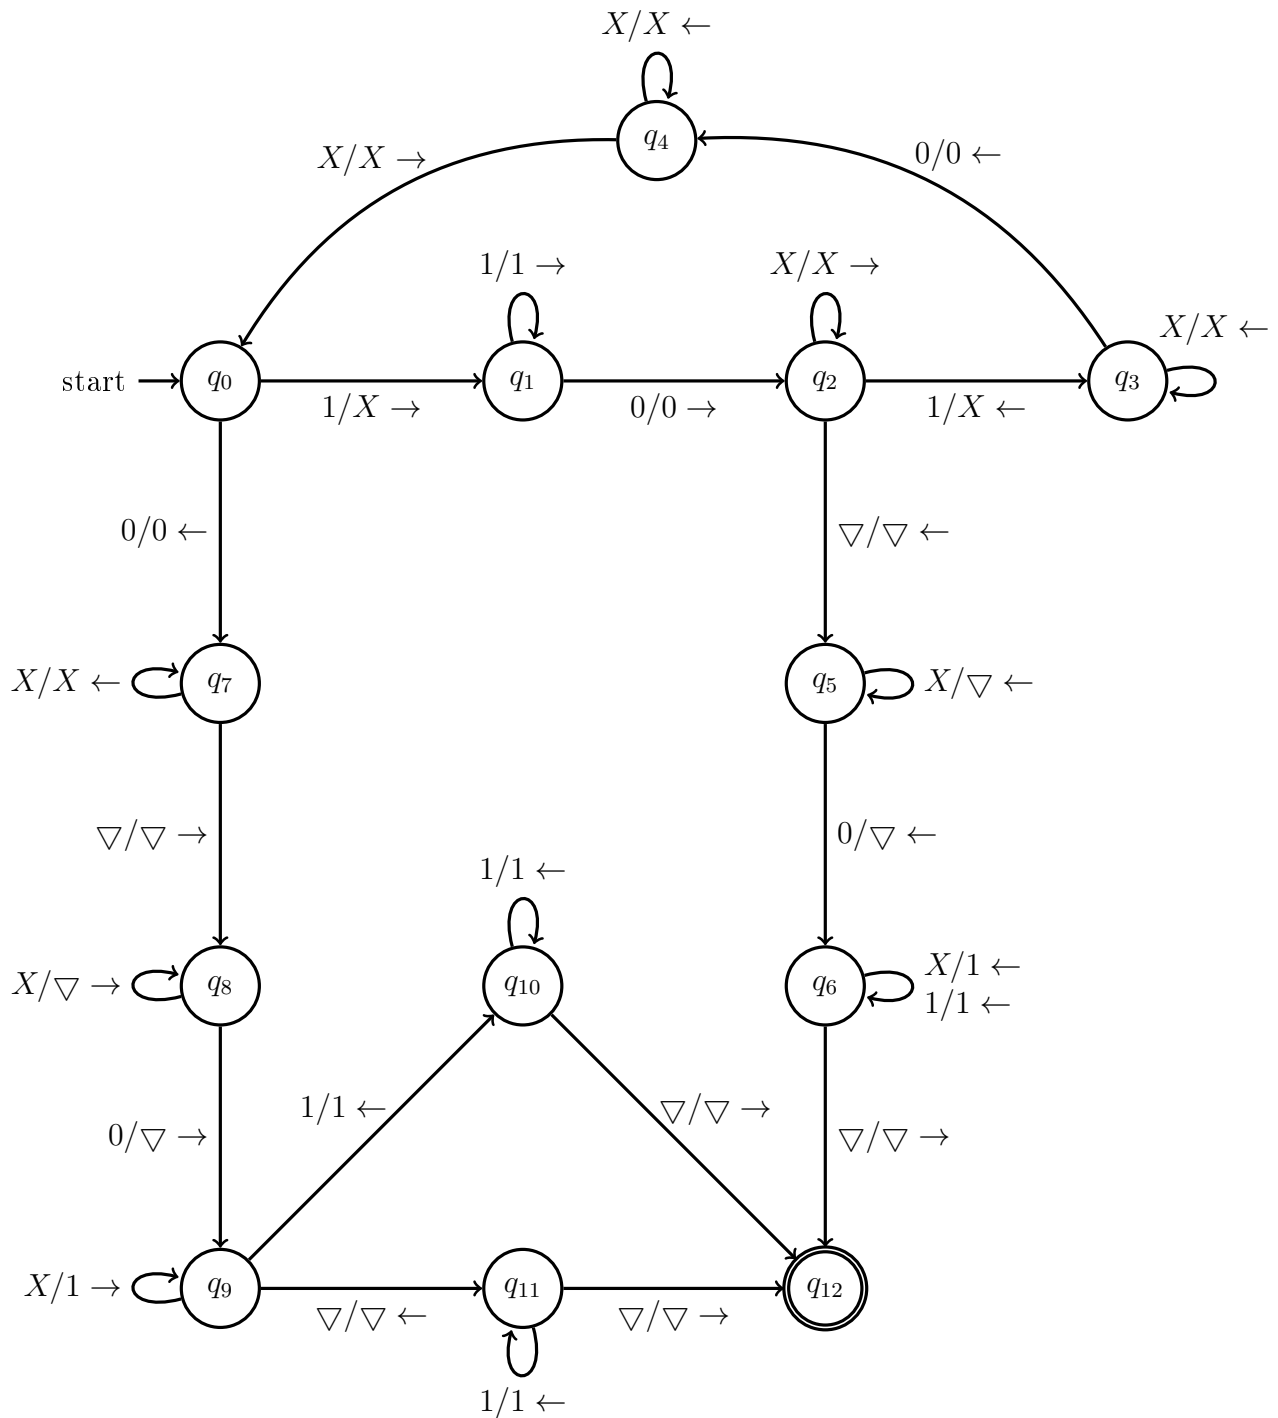 X/X ←
q4
X/X →
0/0 ←
1/1 →
X/X →
X/X ←
start
q0
q1
q2
q3
1/X →
0/0 →
1/X ←
0/0 ←
▽/▽ ←
X/X ←
q7
q5
X/▽ ←
▽/▽ →
0/▽ ←
1/1 ←
X/▽ →
q8
q10
q6
X/1 ←
1/1 ←
1/1 ←
▽/▽ →
0/▽ →
▽/▽ →
X/1 →
q9
q11
q12
▽/▽ ←
▽/▽ →
1/1 ←